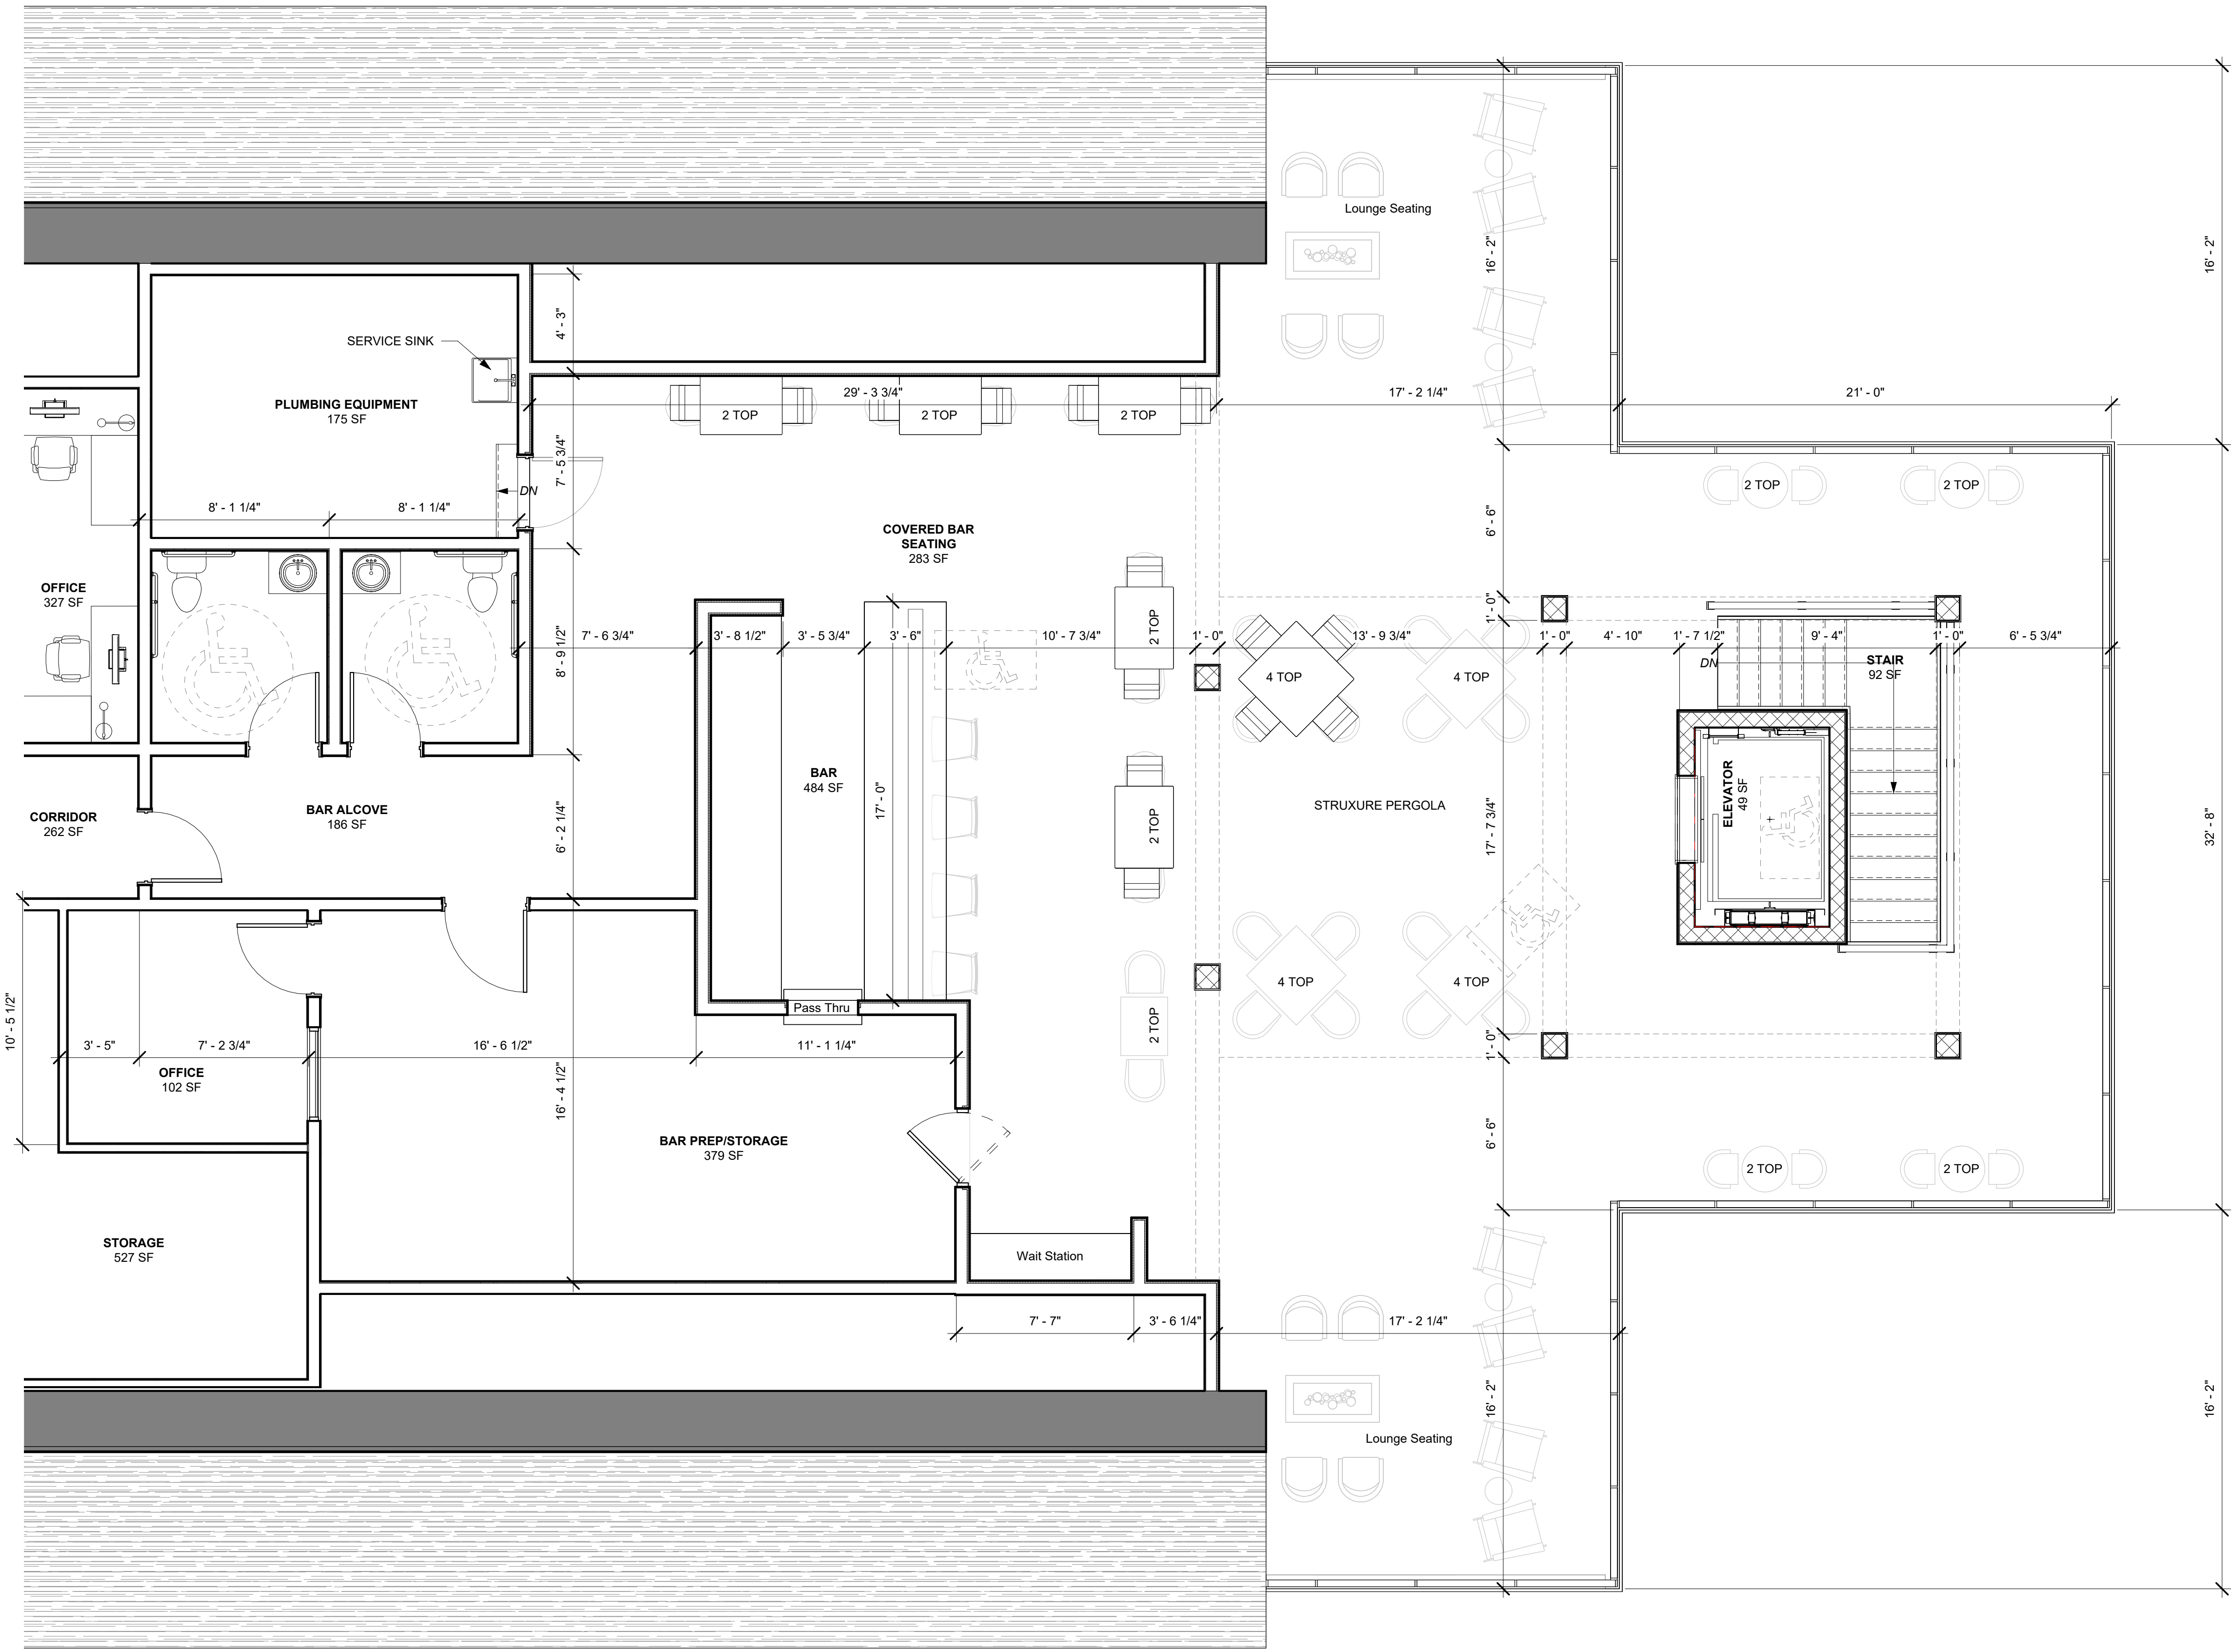 Lounge Seating
16' - 2"
16' - 2"
4' - 3"
SERVICE SINK
PLUMBING EQUIPMENT
175 SF
29' - 3 3/4"
17' - 2 1/4"
21' - 0"
2 TOP
2 TOP
2 TOP
7' - 5 3/4"
DN
8' - 1 1/4"
8' - 1 1/4"
2 TOP
2 TOP
6' - 6"
COVERED BAR
SEATING
283 SF
OFFICE
327 SF
7' - 6 3/4"
3' - 8 1/2"
3' - 5 3/4"
3' - 6"
10' - 7 3/4"
1' - 0"
13' - 9 3/4"
1' - 0"
4' - 10"
1' - 7 1/2"
9' - 4"
1' - 0"
6' - 5 3/4"
8' - 9 1/2"
2 TOP
1' - 0"
4 TOP
4 TOP
DN
STAIR
92 SF
BAR
484 SF
17' - 0"
ELEVATOR
49 SF
BAR ALCOVE
186 SF
CORRIDOR
262 SF
6' - 2 1/4"
2 TOP
STRUXURE PERGOLA
17' - 7 3/4"
32' - 8"
4 TOP
4 TOP
Pass Thru
10' - 5 1/2"
2 TOP
1' - 0"
3' - 5"
7' - 2 3/4"
16' - 6 1/2"
11' - 1 1/4"
OFFICE
102 SF
16' - 4 1/2"
BAR PREP/STORAGE
379 SF
6' - 6"
2 TOP
2 TOP
STORAGE
527 SF
Wait Station
7' - 7"
3' - 6 1/4"
17' - 2 1/4"
16' - 2"
16' - 2"
Lounge Seating